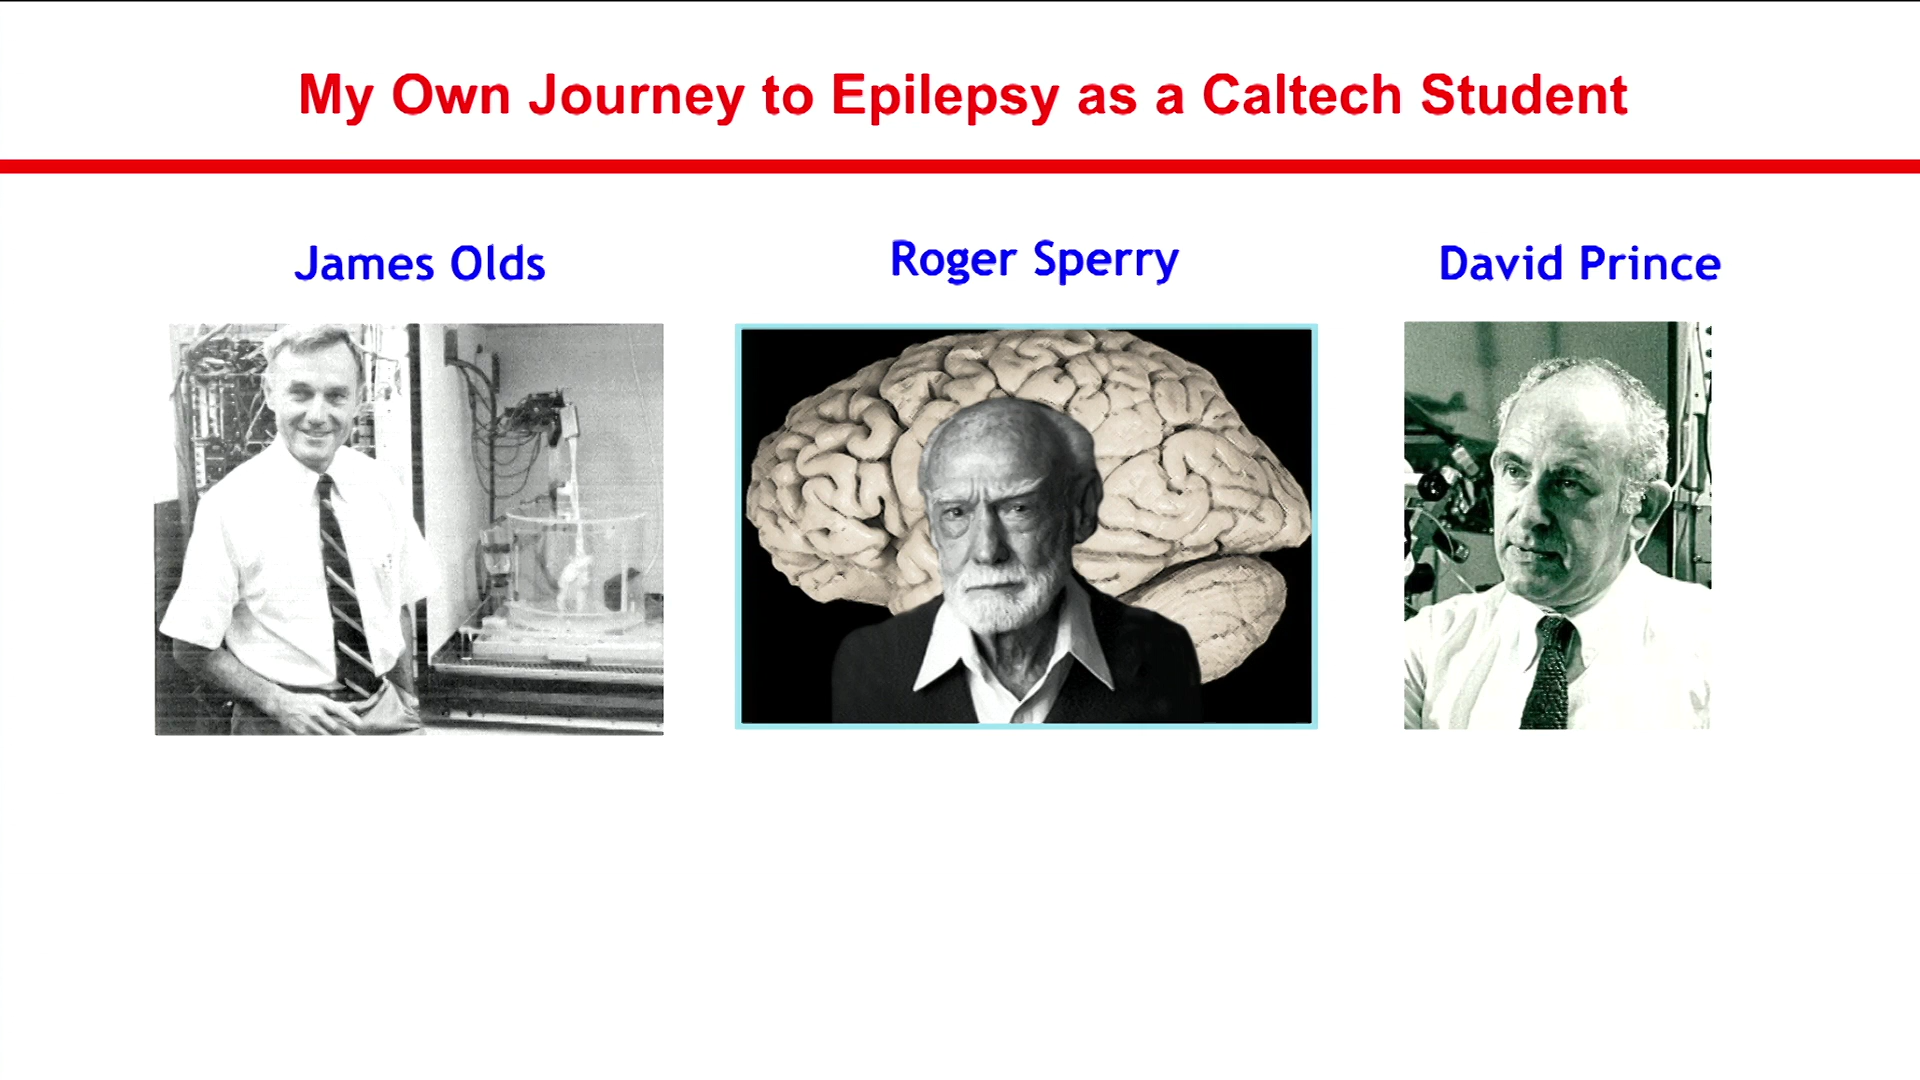 My Own Journey to Epilepsy as a Caltech Student
James Olds
Roger Sperry
David Prince